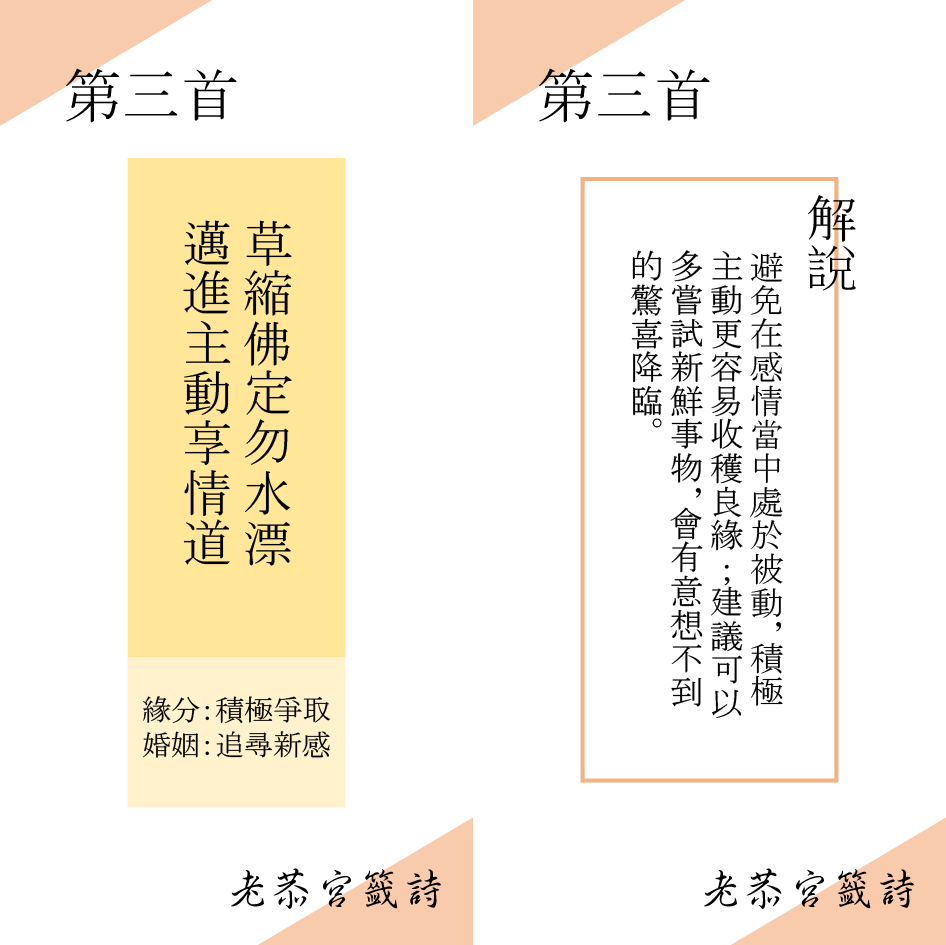 第三首
草縮佛定勿水漂
邁進主動享情道
緣分:積極爭取
婚姻:追尋新感
老恭宮籤詩
第三首
解說
避免在感情當中處於被動,積極
主動更容易收穫良緣;建議可以
多嘗試新鮮事物,會有意想不到
的驚喜降臨。
老恭宮籤詩